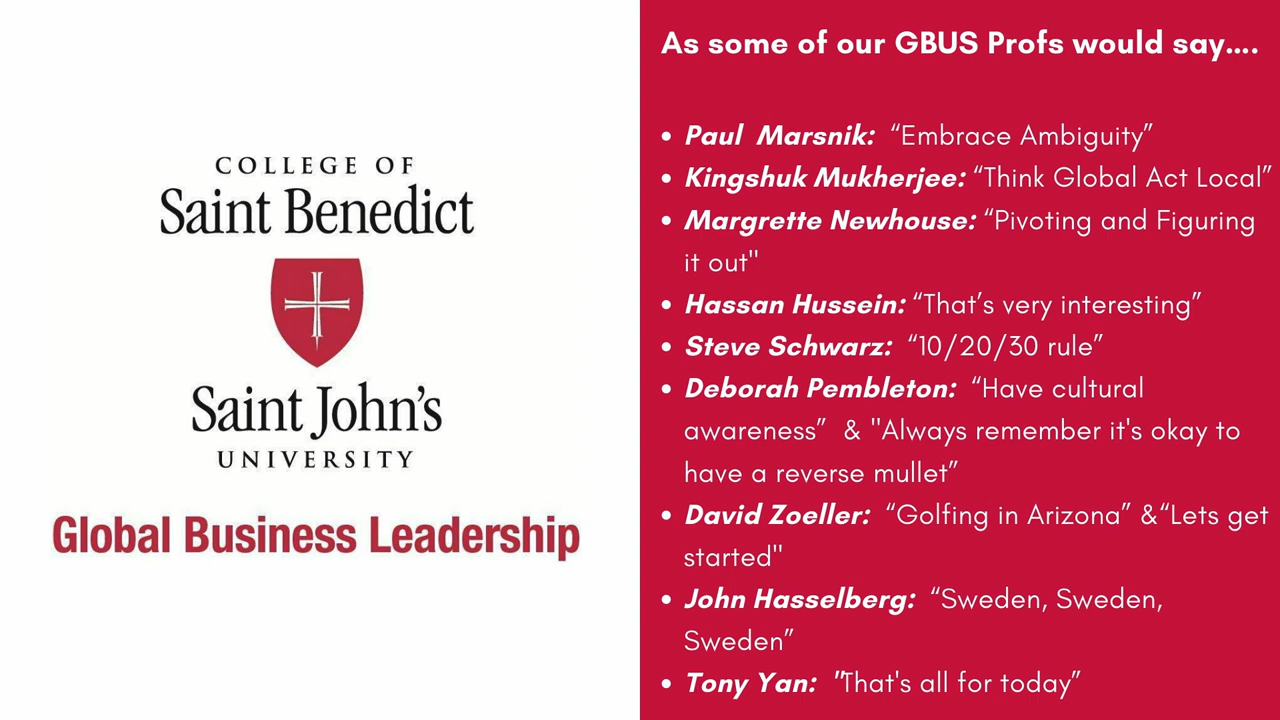 COLLEGE OF
Saint Benedict
Saint John's
UNIVERSITY
Global Business Leadership
As some of our GBUS Profs would say....
• Paul Marsnik: “Embrace Ambiguity”
• Kingshuk Mukherjee: “Think Global Act Local”
• Margrette Newhouse: “Pivoting and Figuring
it out"
• Hassan Hussein: “That’s very interesting”
• Steve Schwarz: “10/20/30 rule”
• Deborah Pembleton: “Have cultural
awareness” & "Always remember it's okay to
have a reverse mullet”
• David Zoeller: “Golfing in Arizona” &“Lets get
started"
• John Hasselberg: “Sweden, Sweden,
Sweden”
• Tony Yan: "That's all for today”